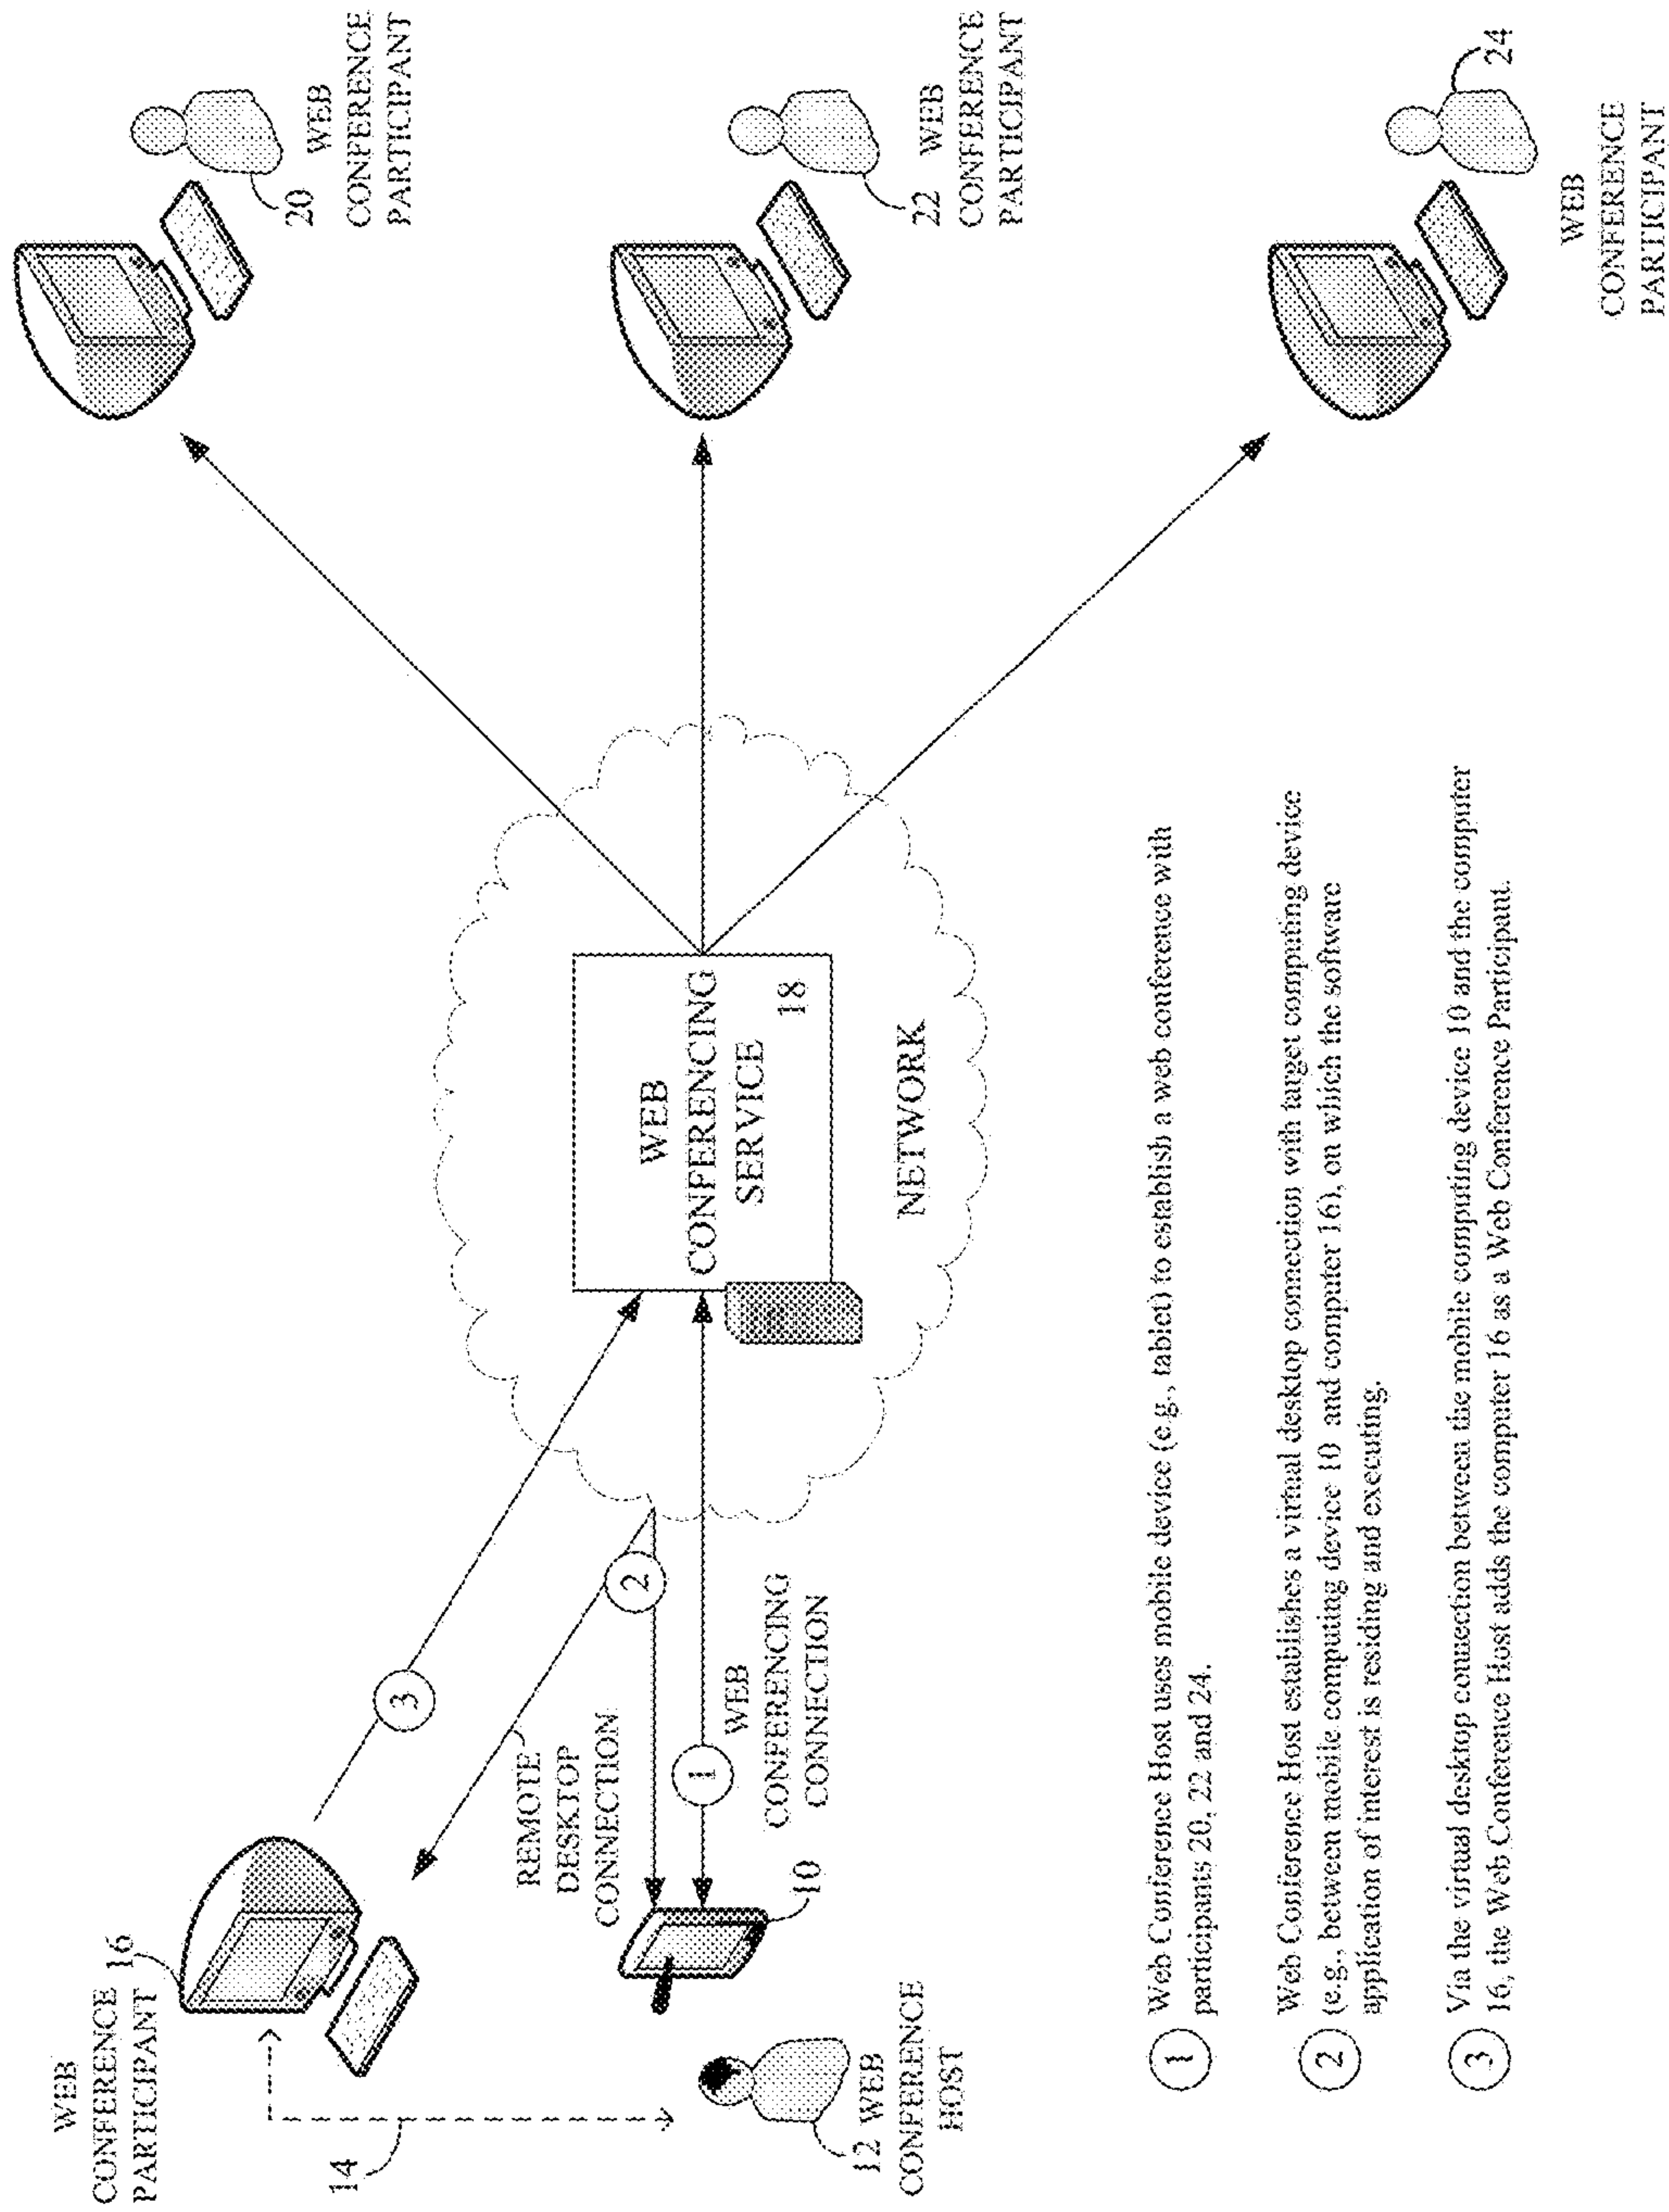 WEB
CONFERENCE
PARTICIPANT
16
14
12 WEB
CONFERENCE
HOST
10
REMOTE
DESKTOP
CONNECTION
3
2
1
WEB
CONFERENCING
CONNECTION
WEB
CONFERENCING
SERVICE
18
NETWORK
20
WEB
CONFERENCE
PARTICIPANT
22
WEB
CONFERENCE
PARTICIPANT
24
WEB
CONFERENCE
PARTICIPANT
1 Web Conference Host uses mobile device (e.g., tablet) to establish a web conference with
participants 20, 22 and 24.
2 Web Conference Host establishes a virtual desktop connection with target computing device
(e.g., between mobile computing device 10 and computer 16), on which the software
application of interest is residing and executing.
3 Via the virtual desktop connection between the mobile computing device 10 and the computer
16, the Web Conference Host adds the computer 16 as a Web Conference Participant.